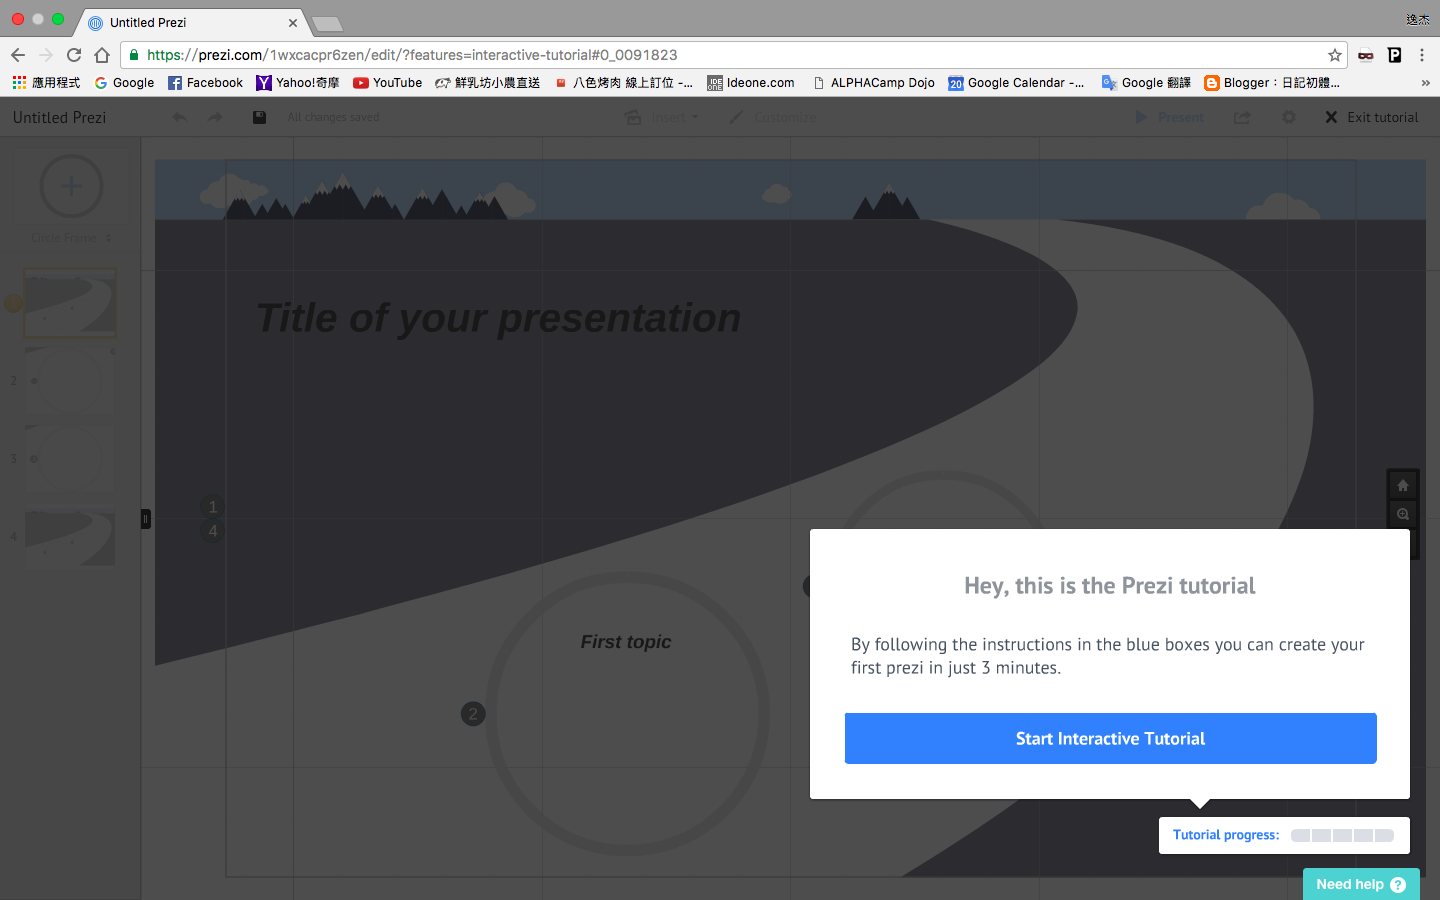 Untitled Prezi
逸杰
https://prezi.com/1wxcacpr6zen/edit/?features=interactive-tutorial#0_0091823
應用程式 Google Facebook Yahoo!奇摩 YouTube 鮮乳坊小農直送 八色烤肉 線上訂位 -... Ideone.com ALPHACamp Dojo Google Calendar -... Google 翻譯 Blogger：日記初體... »
Untitled Prezi All changes saved Insert Customize Present Exit tutorial
Circle Frame
Title of your presentation
2
3
4
1
4
First topic
2
Hey, this is the Prezi tutorial
By following the instructions in the blue boxes you can create your
first prezi in just 3 minutes.
Start Interactive Tutorial
Tutorial progress:
Need help ?